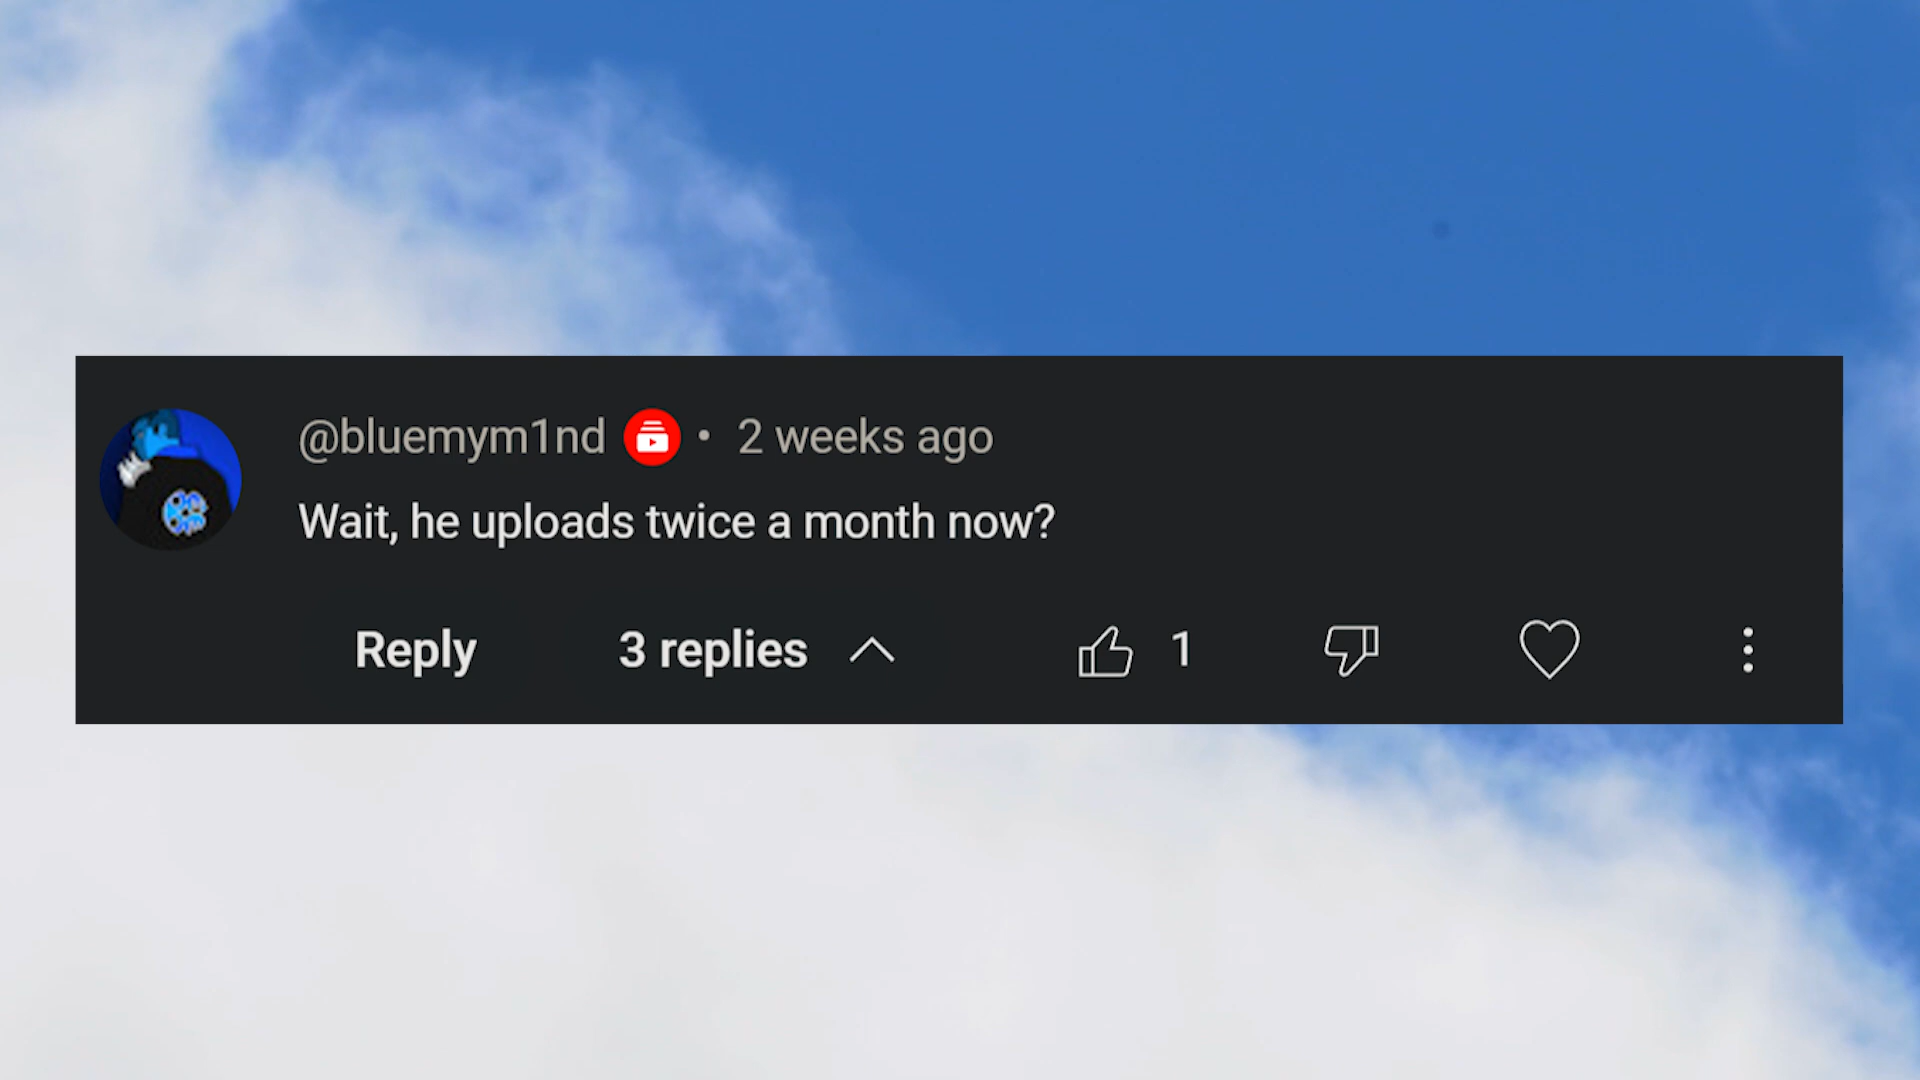 @bluemym1nd • 2 weeks ago
Wait, he uploads twice a month now?
Reply 3 replies 1